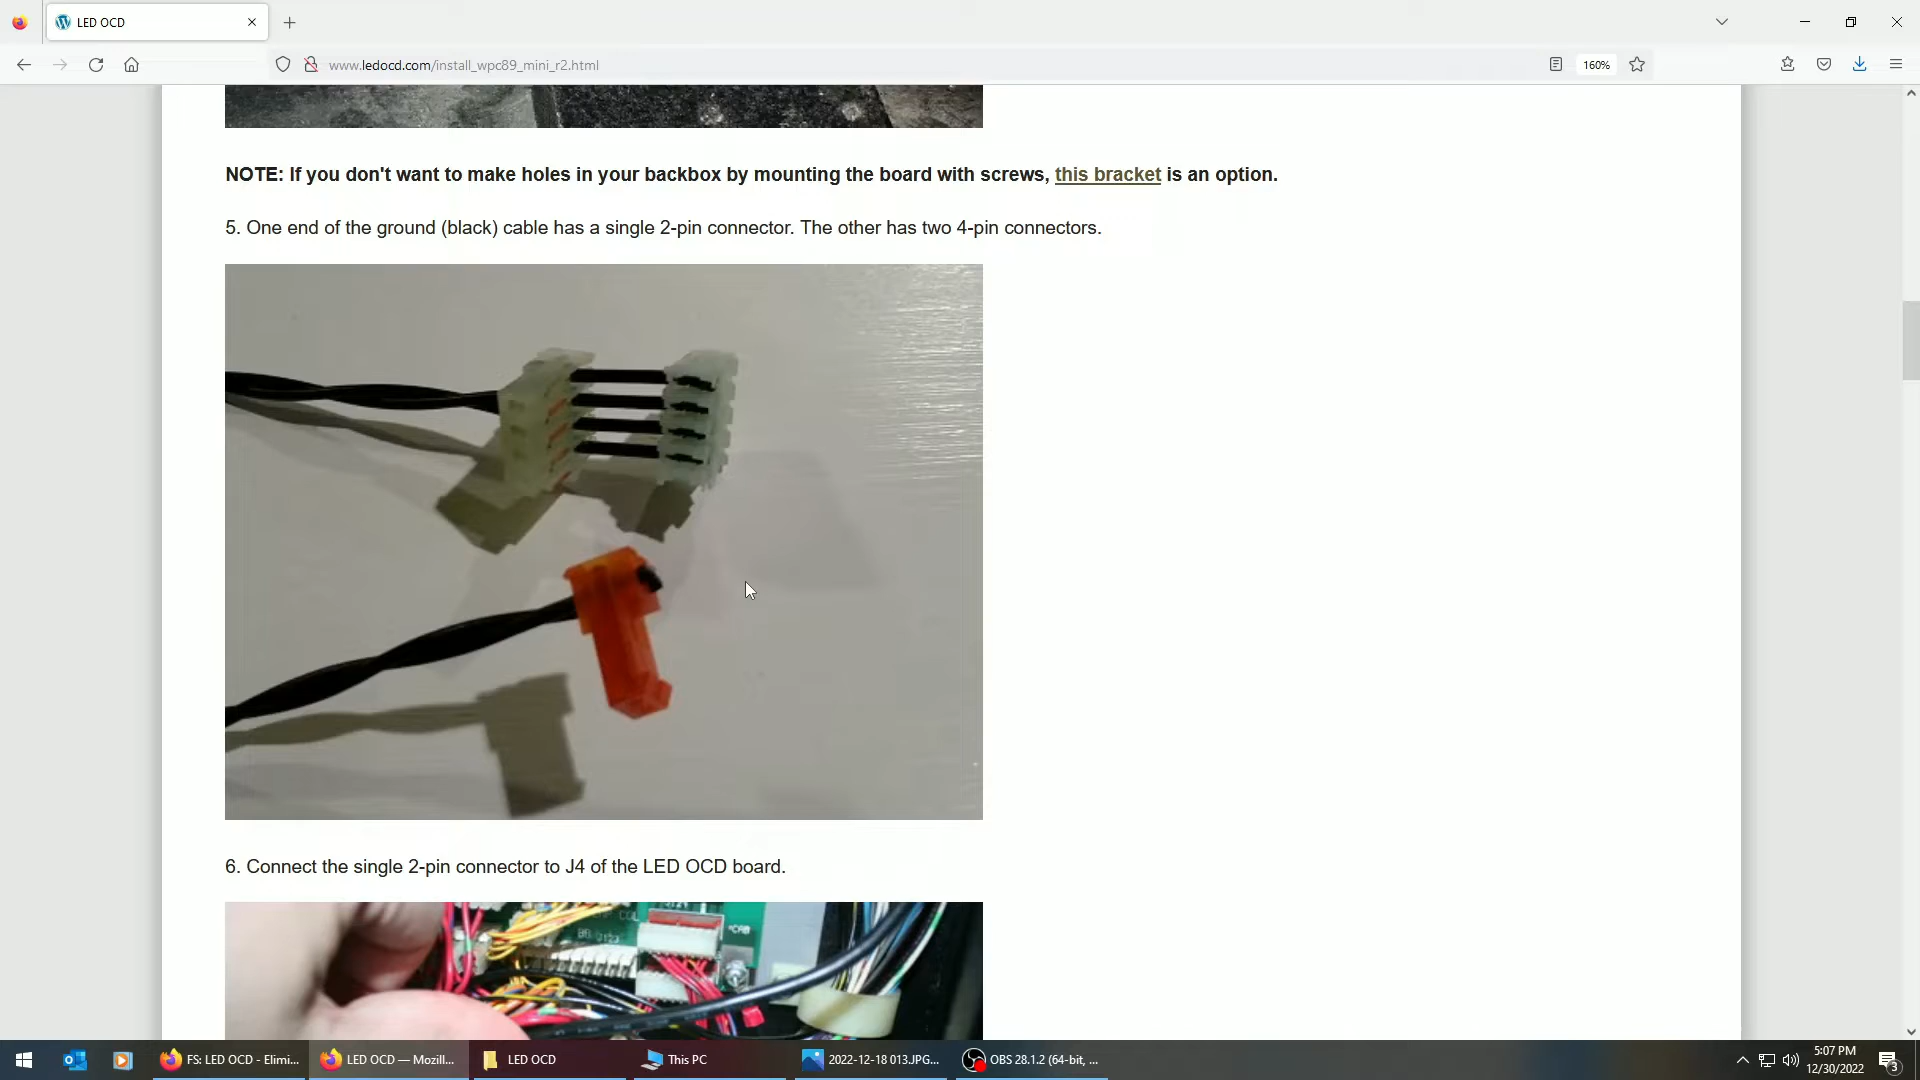 LED OCD
www.ledocd.com/install_wpc89_mini_r2.html
160%
NOTE: If you don't want to make holes in your backbox by mounting the board with screws, this bracket is an option.
5. One end of the ground (black) cable has a single 2-pin connector. The other has two 4-pin connectors.
6. Connect the single 2-pin connector to J4 of the LED OCD board.
BB J123
*CAB
FS: LED OCD - Elimi...
LED OCD — Mozill...
LED OCD
This PC
2022-12-18 013.JPG...
OBS 28.1.2 (64-bit, ...
5:07 PM
12/30/2022
3